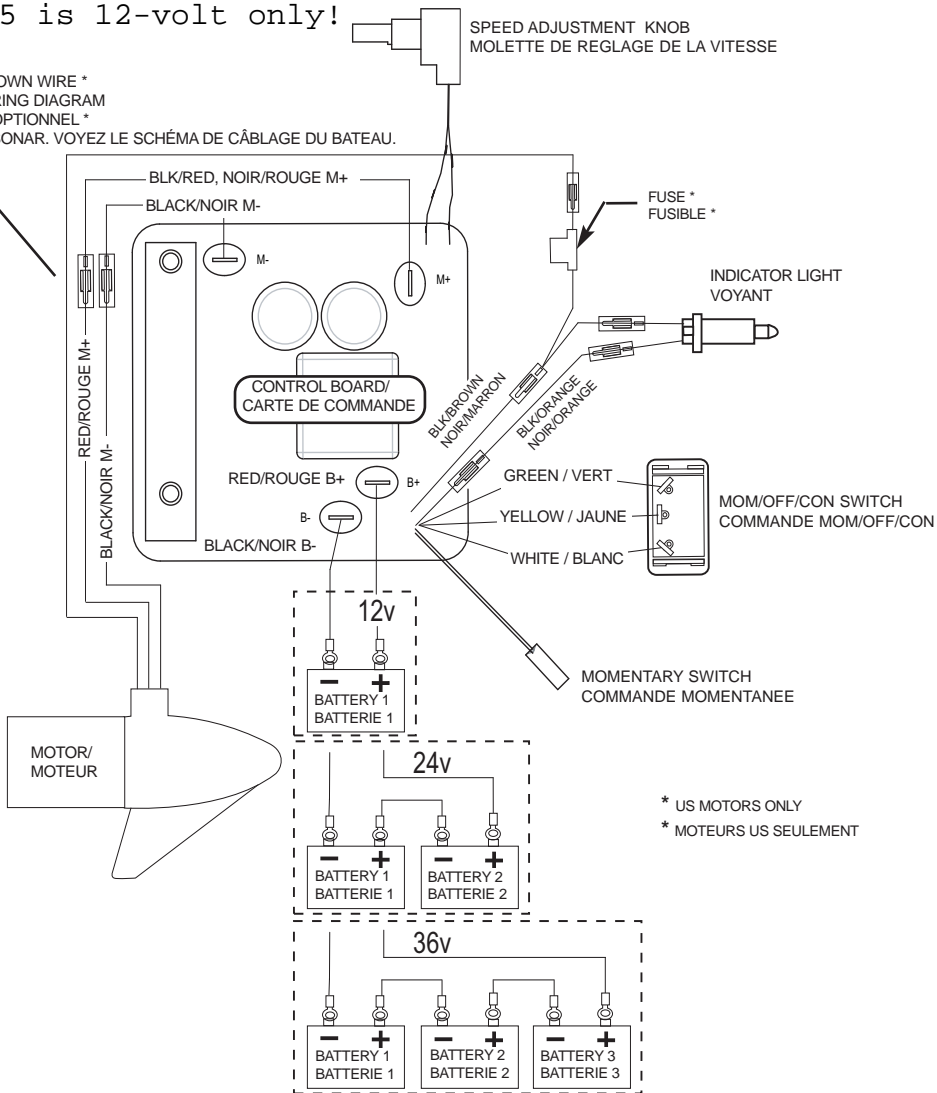 5 is 12-volt only!
SPEED ADJUSTMENT KNOB
MOLETTE DE REGLAGE DE LA VITESSE
OWN WIRE *
RING DIAGRAM
OPTIONNEL *
SONAR. VOYEZ LE SCHÉMA DE CÂBLAGE DU BATEAU.
BLK/RED, NOIR/ROUGE M+
BLACK/NOIR M-
FUSE *
FUSIBLE *
M-
M+
INDICATOR LIGHT
VOYANT
RED/ROUGE M+
BLACK/NOIR M-
CONTROL BOARD/
CARTE DE COMMANDE
BLK/BROWN
NOIR/MARRON
BLK/ORANGE
NOIR/ORANGE
RED/ROUGE B+
B+
B-
BLACK/NOIR B-
GREEN / VERT
YELLOW / JAUNE
WHITE / BLANC
MOM/OFF/CON SWITCH
COMMANDE MOM/OFF/CON
12v
– +
BATTERY 1
BATTERIE 1
MOMENTARY SWITCH
COMMANDE MOMENTANEE
MOTOR/
MOTEUR
24v
– + – +
BATTERY 1 BATTERY 2
BATTERIE 1 BATTERIE 2
* US MOTORS ONLY
* MOTEURS US SEULEMENT
36v
– + – + – +
BATTERY 1 BATTERY 2 BATTERY 3
BATTERIE 1 BATTERIE 2 BATTERIE 3